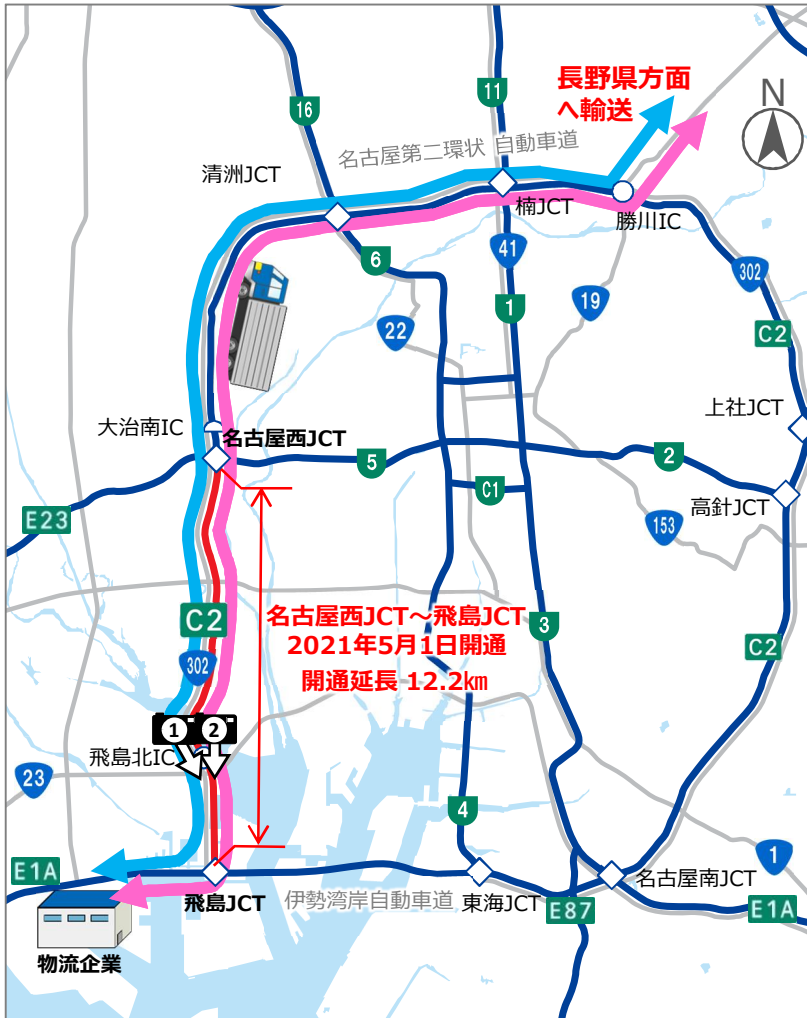 長野県方面
へ輸送
N
16
11
名古屋第二環状 自動車道
清洲JCT
楠JCT
勝川IC
6
41
302
1
19
22
C2
上社JCT
大治南IC
名古屋西JCT
5
2
C1
E23
高針JCT
153
名古屋西JCT～飛島JCT
2021年5月1日開通
開通延長 12.2㎞
C2
3
C2
302
1
2
飛島北IC
23
4
1
E1A
名古屋南JCT
飛島JCT
伊勢湾岸自動車道
東海JCT
E87
E1A
物流企業